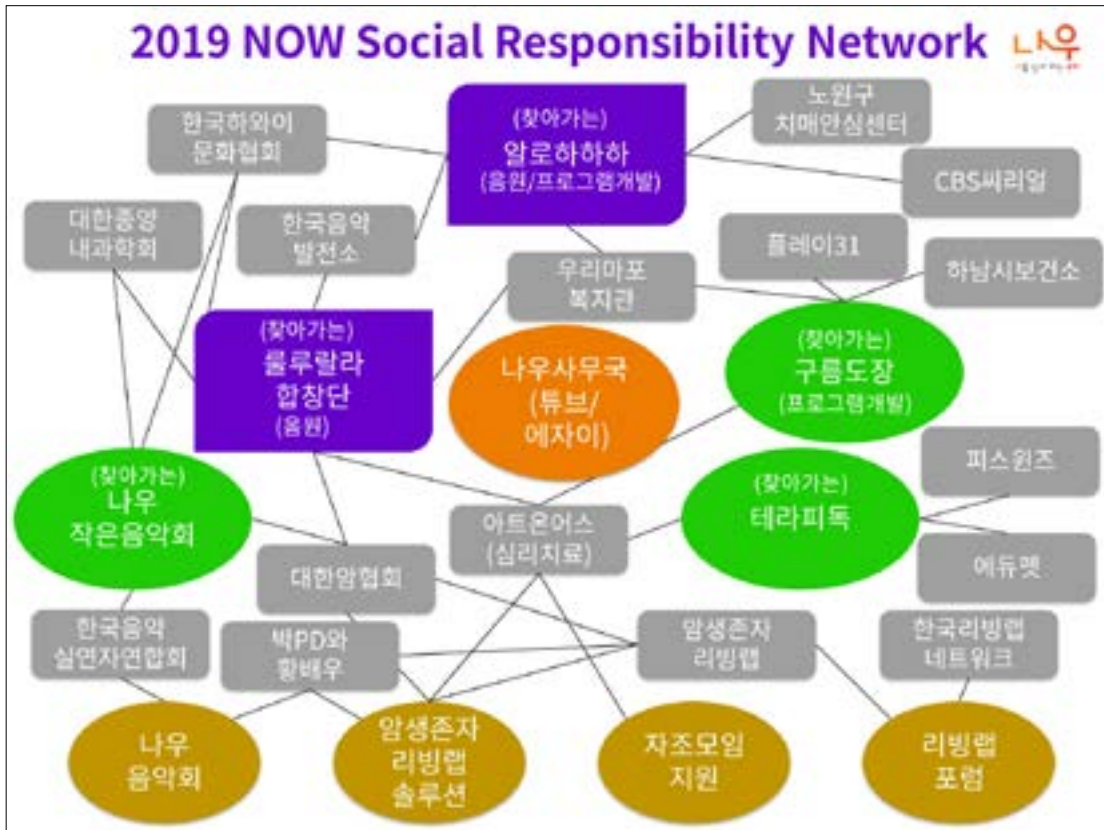 2019 NOW Social Responsibility Network
나우
한국하와이
문화협회
(찾아가는)
알로하하하
(음원/프로그램개발)
노원구
치매안심센터
CBS씨리얼
대한종양
내과학회
한국음악
발전소
우리마포
복지관
플레이31
하남시보건소
(찾아가는)
룰루랄라
합창단
(음원)
나우사무국
(튜브/
에자이)
(찾아가는)
구름도장
(프로그램개발)
(찾아가는)
나우
작은음악회
아트온어스
(심리치료)
(찾아가는)
테라피독
피스윈즈
에듀펫
대한암협회
한국음악
실연자연합회
박PD와
황배우
암생존자
리빙랩
한국리빙랩
네트워크
나우
음악회
암생존자
리빙랩
솔루션
자조모임
지원
리빙랩
포럼